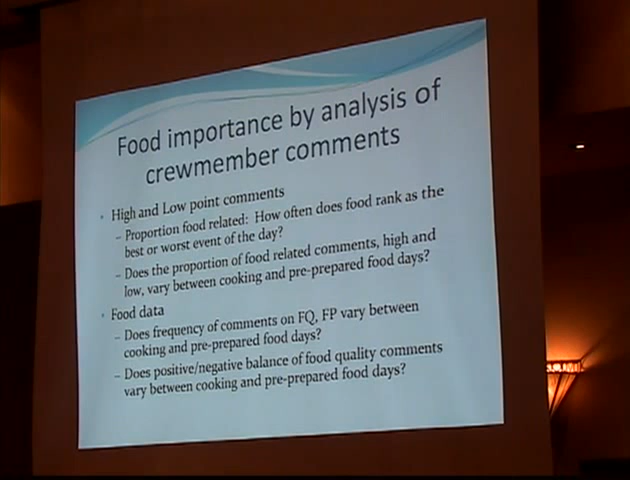 Food importance by analysis of
crewmember comments
• High and Low point comments
– Proportion food related: How often does food rank as the
best or worst event of the day?
– Does the proportion of food related comments, high and
low, vary between cooking and pre-prepared food days?
• Food data
– Does frequency of comments on FQ, FP vary between
cooking and pre-prepared food days?
– Does positive/negative balance of food quality comments
vary between cooking and pre-prepared food days?